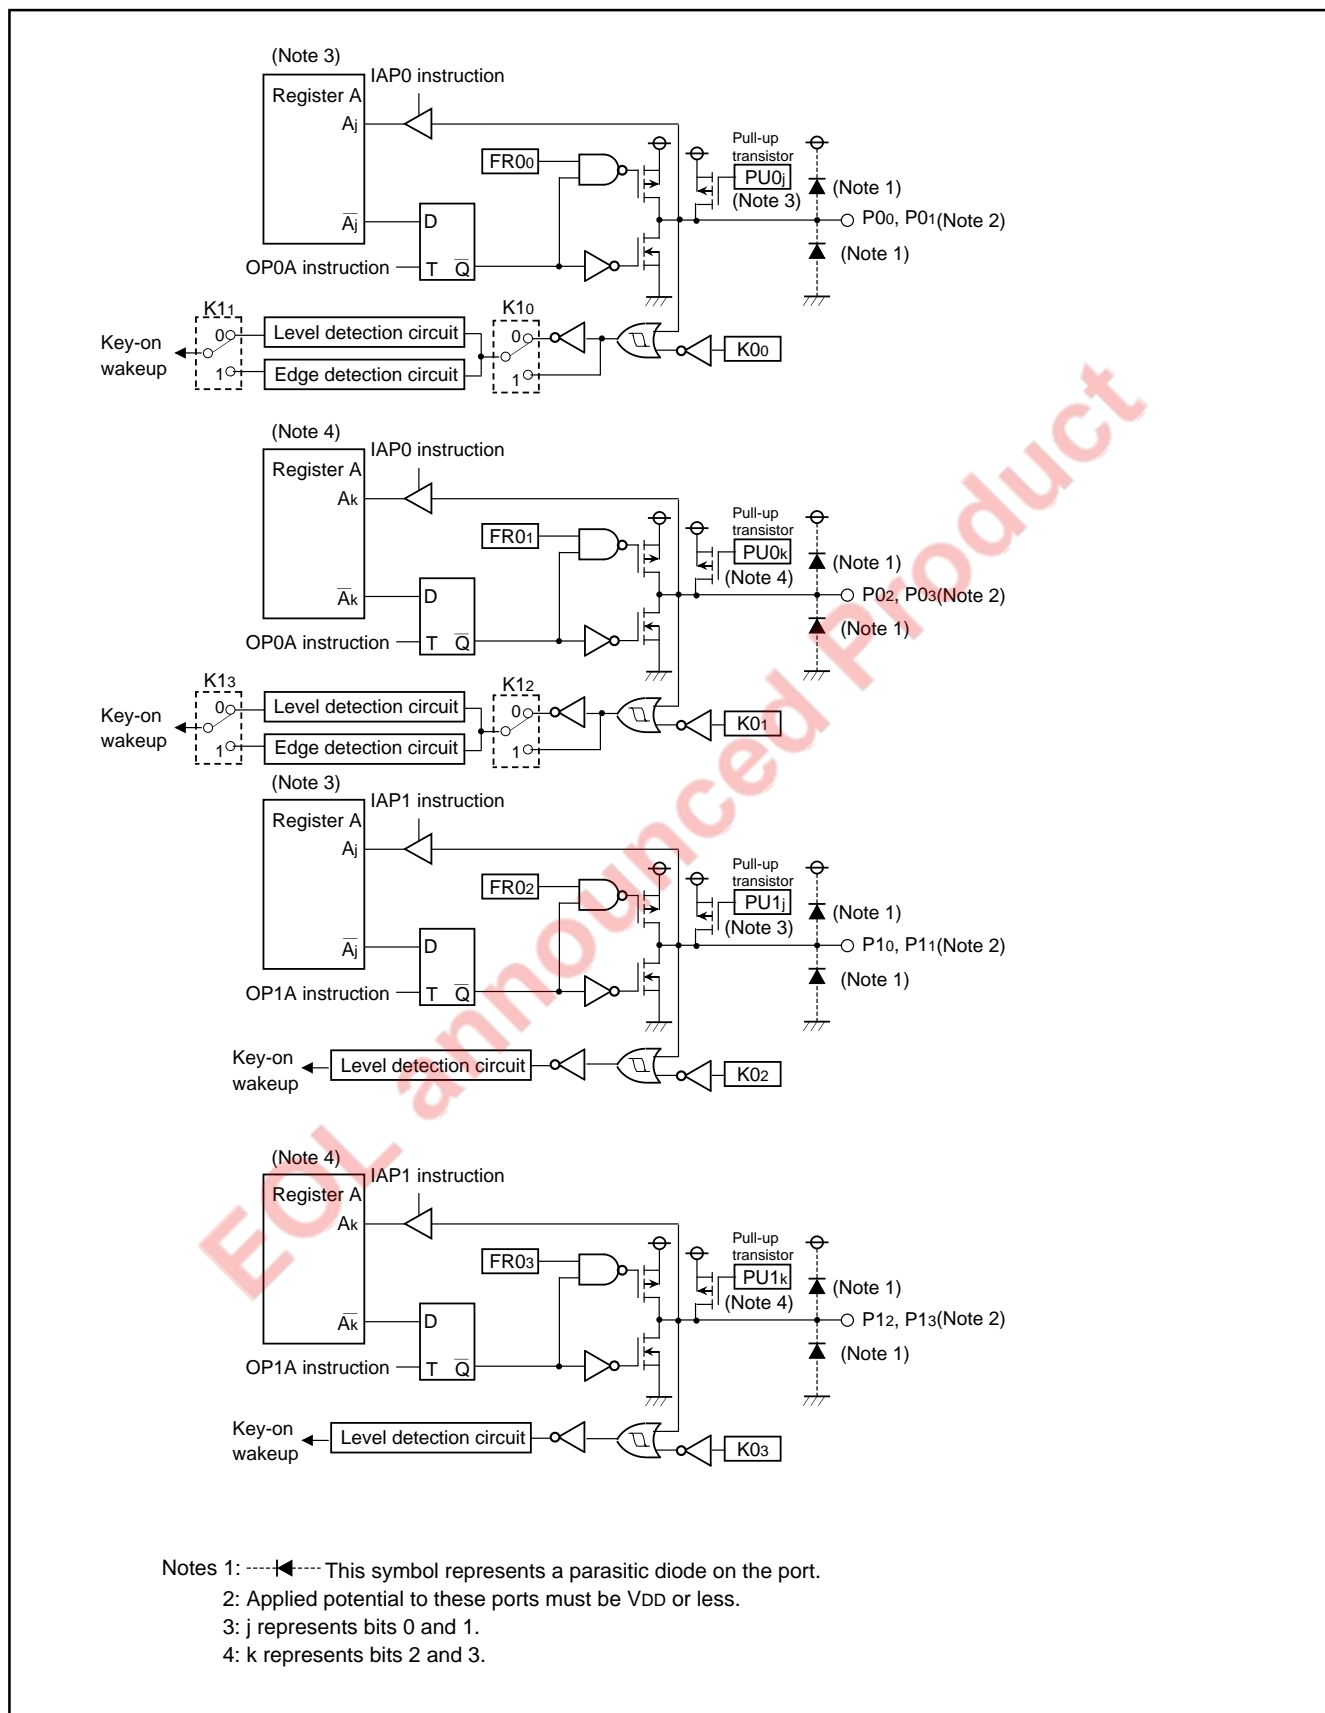 (Note 3)
IAP0 instruction
Register A
Aj
Pull-up
transistor
FR00
PU0j
(Note 3)
(Note 1)
Aj
D
P00, P01(Note 2)
(Note 1)
OP0A instruction
T Q
K11
K10
0
Level detection circuit
0
Key-on
wakeup
K00
1
Edge detection circuit
1
(Note 4)
IAP0 instruction
Register A
Ak
Pull-up
transistor
FR01
PU0k
(Note 4)
(Note 1)
Ak
D
P02, P03(Note 2)
(Note 1)
OP0A instruction
T Q
K13
K12
0
Level detection circuit
0
Key-on
wakeup
K01
1
Edge detection circuit
1
(Note 3)
IAP1 instruction
Register A
Aj
Pull-up
transistor
FR02
PU1j
(Note 3)
(Note 1)
Aj
D
P10, P11(Note 2)
(Note 1)
OP1A instruction
T Q
Key-on
wakeup
Level detection circuit
K02
(Note 4)
IAP1 instruction
Register A
Ak
Pull-up
transistor
FR03
PU1k
(Note 4)
(Note 1)
Ak
D
P12, P13(Note 2)
(Note 1)
OP1A instruction
T Q
Key-on
wakeup
Level detection circuit
K03
EOL announced Product
Notes 1: This symbol represents a parasitic diode on the port.
2: Applied potential to these ports must be VDD or less.
3: j represents bits 0 and 1.
4: k represents bits 2 and 3.